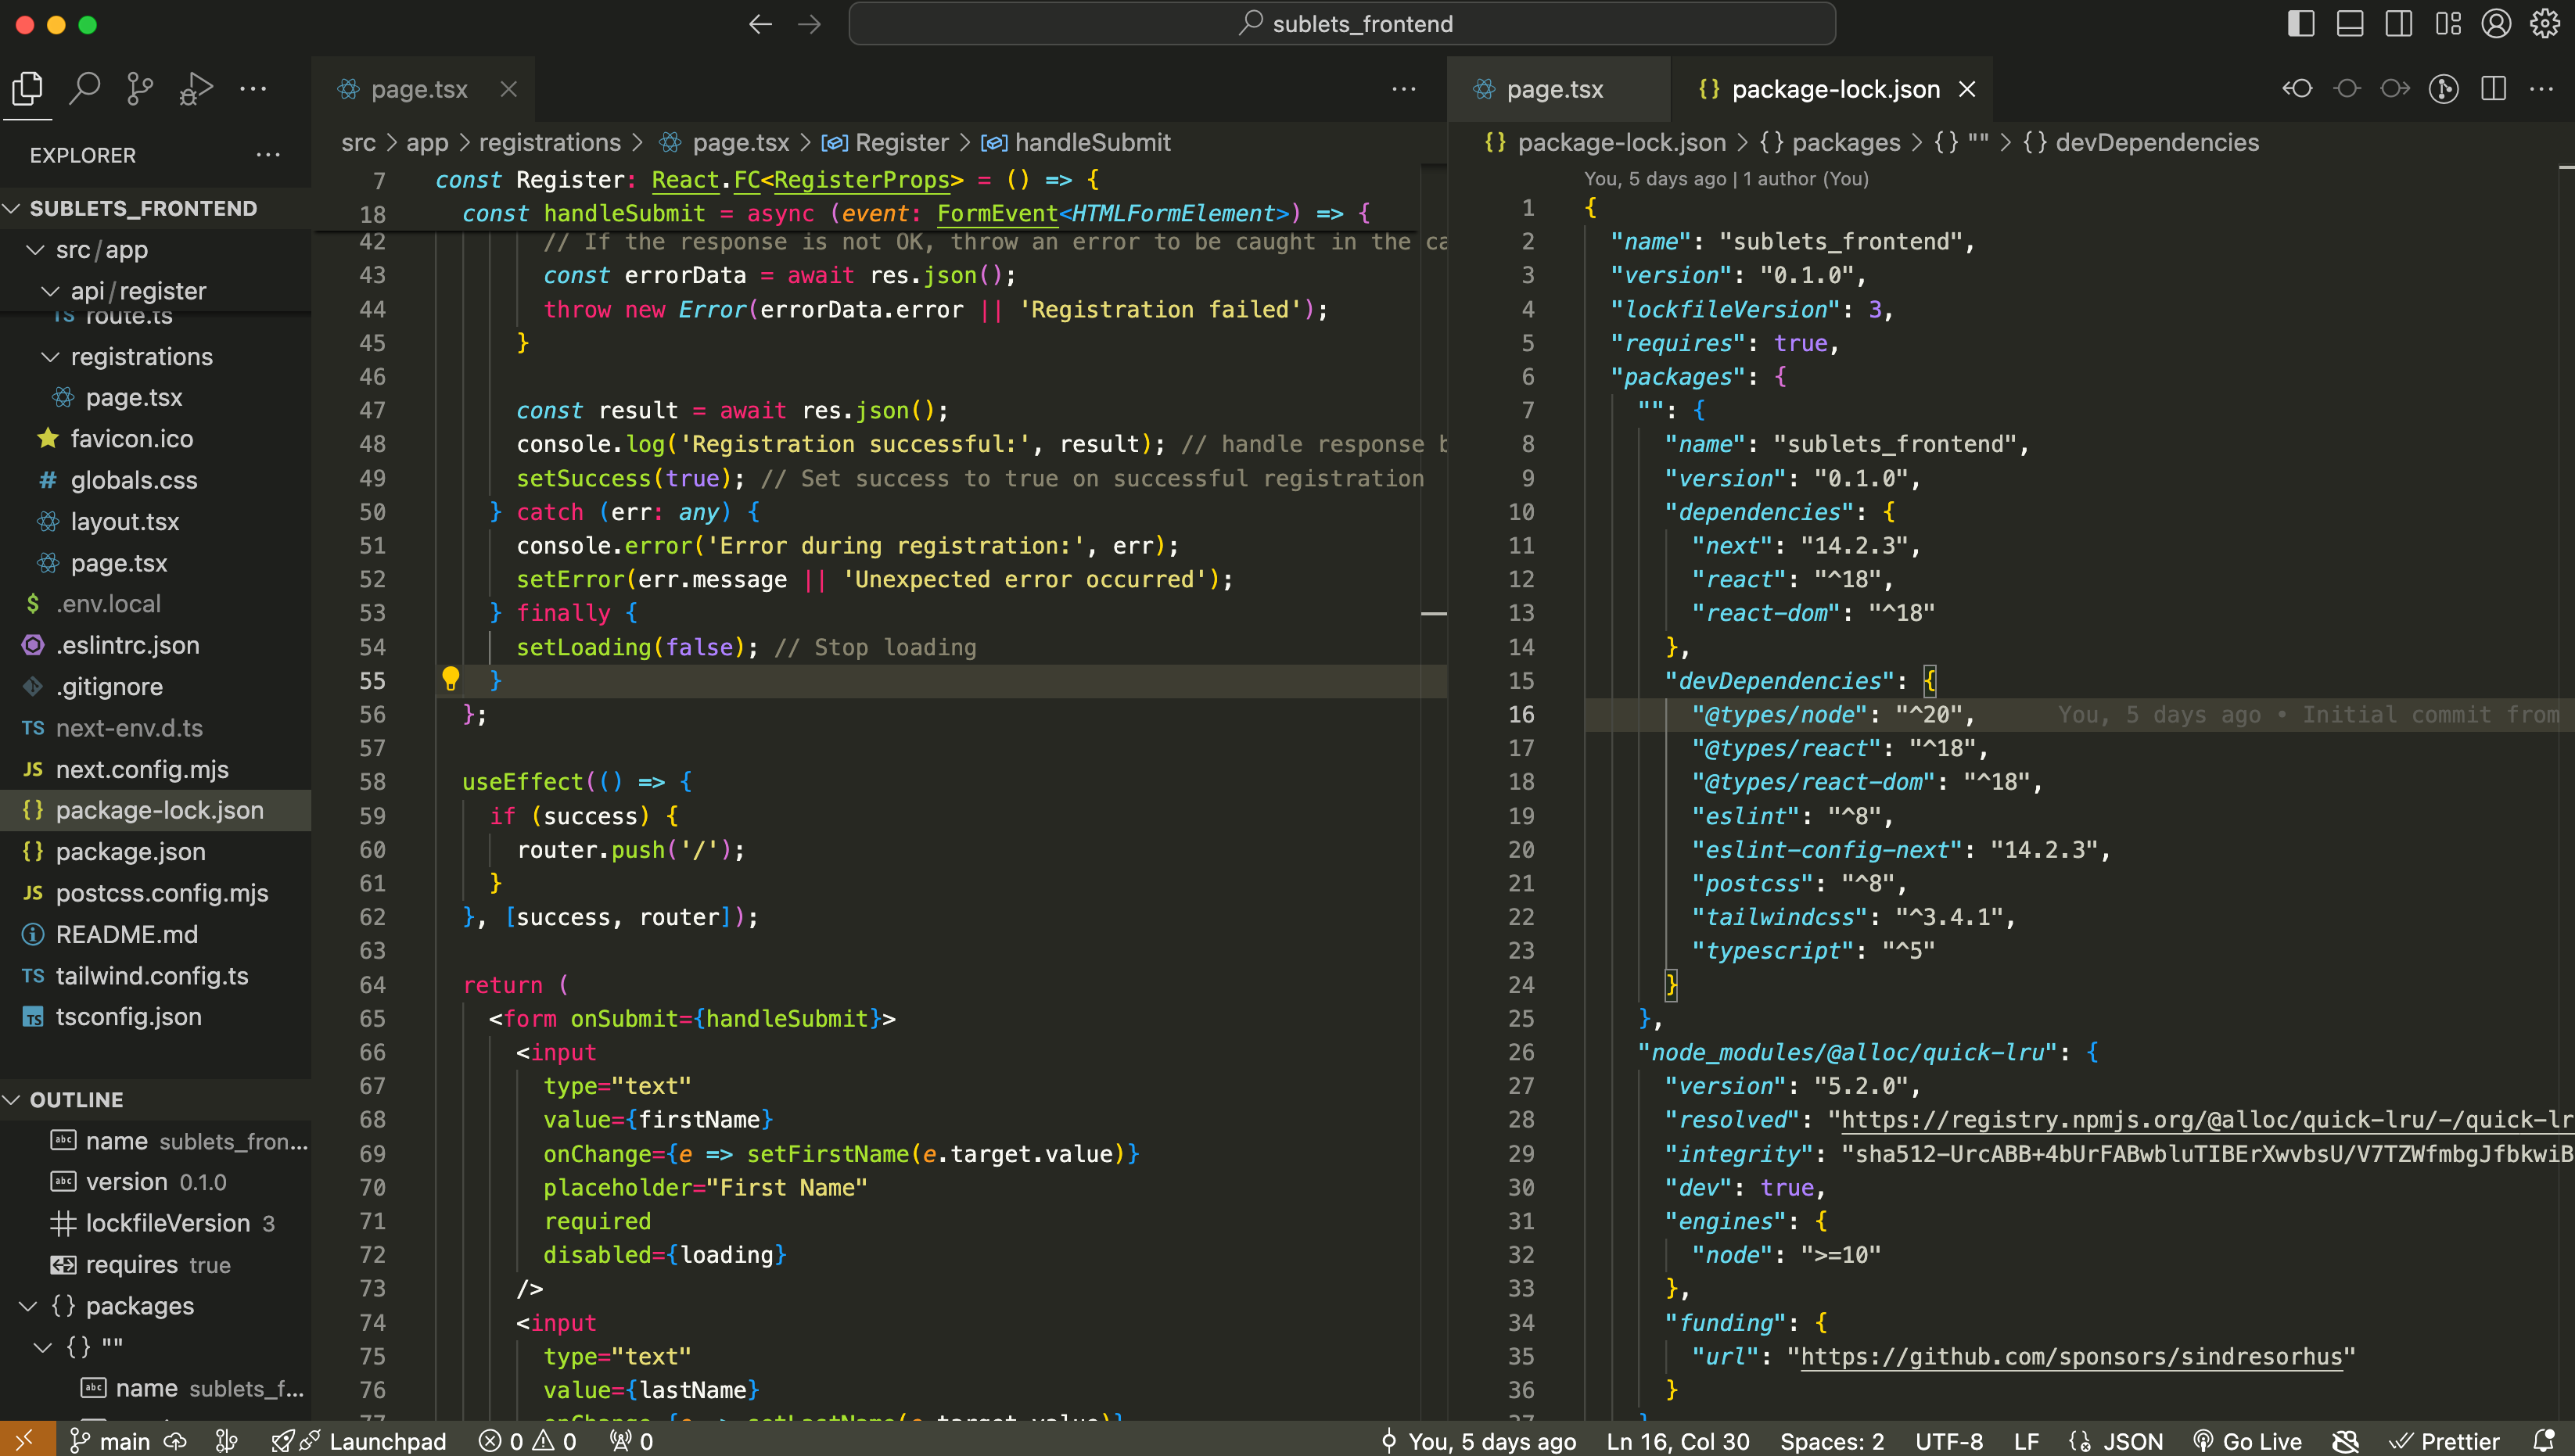 sublets_frontend
EXPLORER
SUBLETS_FRONTEND
src/app
api/register
TS route.ts
registrations
page.tsx
favicon.ico
# globals.css
layout.tsx
page.tsx
$ .env.local
.eslintrc.json
.gitignore
TS next-env.d.ts
JS next.config.mjs
{} package-lock.json
{} package.json
JS postcss.config.mjs
README.md
TS tailwind.config.ts
TS tsconfig.json
OUTLINE
abc name sublets_fron...
abc version 0.1.0
lockfileVersion 3
requires true
{} packages
{} ""
abc name sublets_f...
page.tsx
src > app > registrations > page.tsx > Register > handleSubmit
7 const Register: React.FC<RegisterProps> = () => {
18 const handleSubmit = async (event: FormEvent<HTMLFormElement>) => {
42 // If the response is not OK, throw an error to be caught in the ca
43 const errorData = await res.json();
44 throw new Error(errorData.error || 'Registration failed');
45 }
46
47 const result = await res.json();
48 console.log('Registration successful:', result); // handle response b
49 setSuccess(true); // Set success to true on successful registration
50 } catch (err: any) {
51 console.error('Error during registration:', err);
52 setError(err.message || 'Unexpected error occurred');
53 } finally {
54 setLoading(false); // Stop loading
55 }
56 };
57
58 useEffect(() => {
59 if (success) {
60 router.push('/');
61 }
62 }, [success, router]);
63
64 return (
65 <form onSubmit={handleSubmit}>
66 <input
67 type="text"
68 value={firstName}
69 onChange={e => setFirstName(e.target.value)}
70 placeholder="First Name"
71 required
72 disabled={loading}
73 />
74 <input
75 type="text"
76 value={lastName}
77 onChange={e => setLastName(e.target.value)}
page.tsx
{} package-lock.json
{} package-lock.json > {} packages > {} "" > {} devDependencies
You, 5 days ago | 1 author (You)
1 {
2 "name": "sublets_frontend",
3 "version": "0.1.0",
4 "lockfileVersion": 3,
5 "requires": true,
6 "packages": {
7 "": {
8 "name": "sublets_frontend",
9 "version": "0.1.0",
10 "dependencies": {
11 "next": "14.2.3",
12 "react": "^18",
13 "react-dom": "^18"
14 },
15 "devDependencies": {
16 "@types/node": "^20", You, 5 days ago • Initial commit from
17 "@types/react": "^18",
18 "@types/react-dom": "^18",
19 "eslint": "^8",
20 "eslint-config-next": "14.2.3",
21 "postcss": "^8",
22 "tailwindcss": "^3.4.1",
23 "typescript": "^5"
24 }
25 },
26 "node_modules/@alloc/quick-lru": {
27 "version": "5.2.0",
28 "resolved": "https://registry.npmjs.org/@alloc/quick-lru/-/quick-lr
29 "integrity": "sha512-UrcABB+4bUrFABwbluTIBErXwvbsU/V7TZWfmbgJfbkwiB
30 "dev": true,
31 "engines": {
32 "node": ">=10"
33 },
34 "funding": {
35 "url": "https://github.com/sponsors/sindresorhus"
36 }
37 }
main Launchpad 0 0 0 You, 5 days ago Ln 16, Col 30 Spaces: 2 UTF-8 LF {} JSON Go Live Prettier